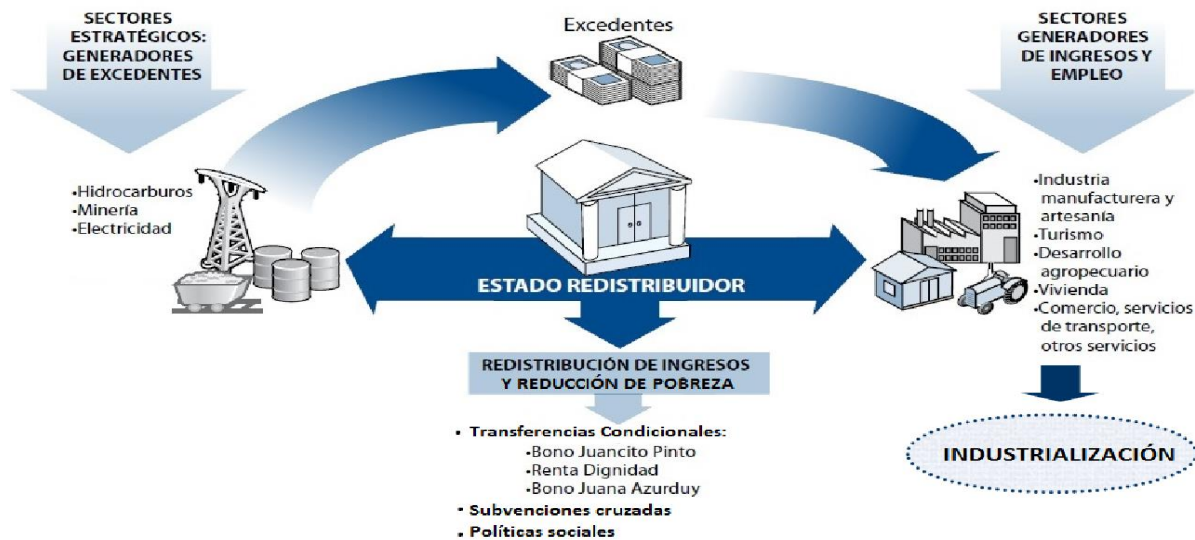 SECTORES
ESTRATÉGICOS:
GENERADORES
DE EXCEDENTES
Excedentes
SECTORES
GENERADORES
DE INGRESOS Y
EMPLEO
•Hidrocarburos
•Minería
•Electricidad
•Industria
manufacturera y
artesanía
•Turismo
•Desarrollo
agropecuario
•Vivienda
•Comercio, servicios
de transporte,
otros servicios
ESTADO REDISTRIBUIDOR
REDISTRIBUCIÓN DE INGRESOS
Y REDUCCIÓN DE POBREZA
• Transferencias Condicionales:
•Bono Juancito Pinto
•Renta Dignidad
•Bono Juana Azurduy
• Subvenciones cruzadas
• Políticas sociales
INDUSTRIALIZACIÓN